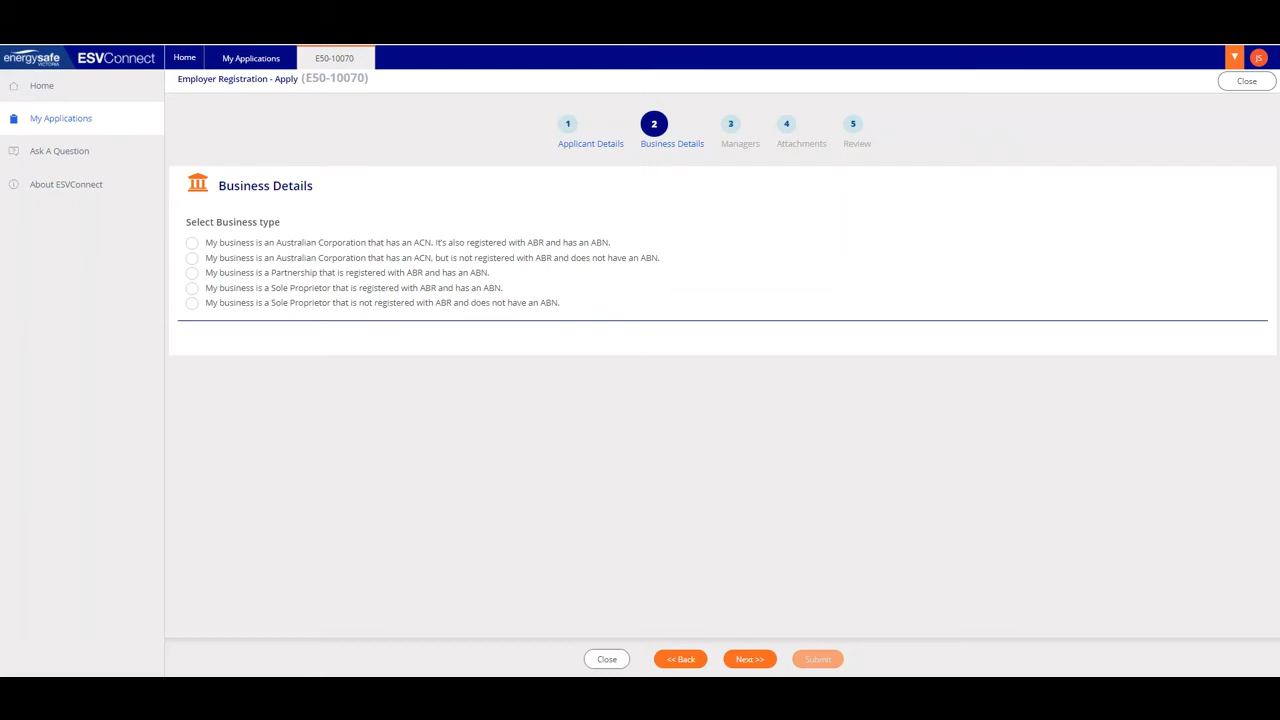 energysafe
VICTORIA
ESVConnect
Home
My Applications
E50-10070
JS
Employer Registration - Apply (E50-10070)
Close
Home
My Applications
Ask A Question
About ESVConnect
1
2
3
4
5
Applicant Details
Business Details
Managers
Attachments
Review
Business Details
Select Business type
My business is an Australian Corporation that has an ACN. It's also registered with ABR and has an ABN.
My business is an Australian Corporation that has an ACN, but is not registered with ABR and does not have an ABN.
My business is a Partnership that is registered with ABR and has an ABN.
My business is a Sole Proprietor that is registered with ABR and has an ABN.
My business is a Sole Proprietor that is not registered with ABR and does not have an ABN.
Close
<< Back
Next >>
Submit